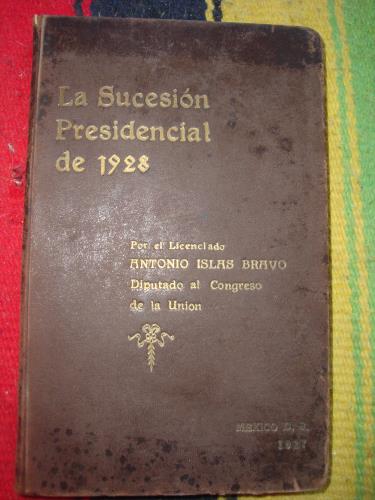 La Sucesión
Presidencial
de 1928
Por el Licenciado
ANTONIO ISLAS BRAVO
Diputado al Congreso
de la Union
MEXICO D. F.
1927